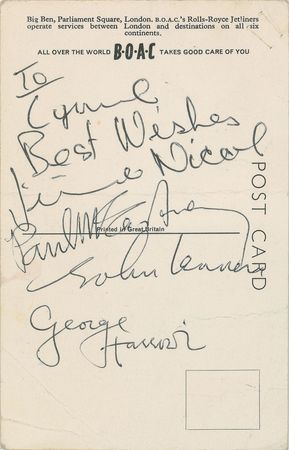 Big Ben, Parliament Square, London. B.O.A.C.'s Rolls-Royce Jetliners
operate services between London and destinations on all six
continents.
ALL OVER THE WORLD B·O·A·C TAKES GOOD CARE OF YOU
To
Best Wishes
Jimmie Nicol
Paul McCartney
Printed in Great Britain
John Lennon
POST CARD
George
Harrison